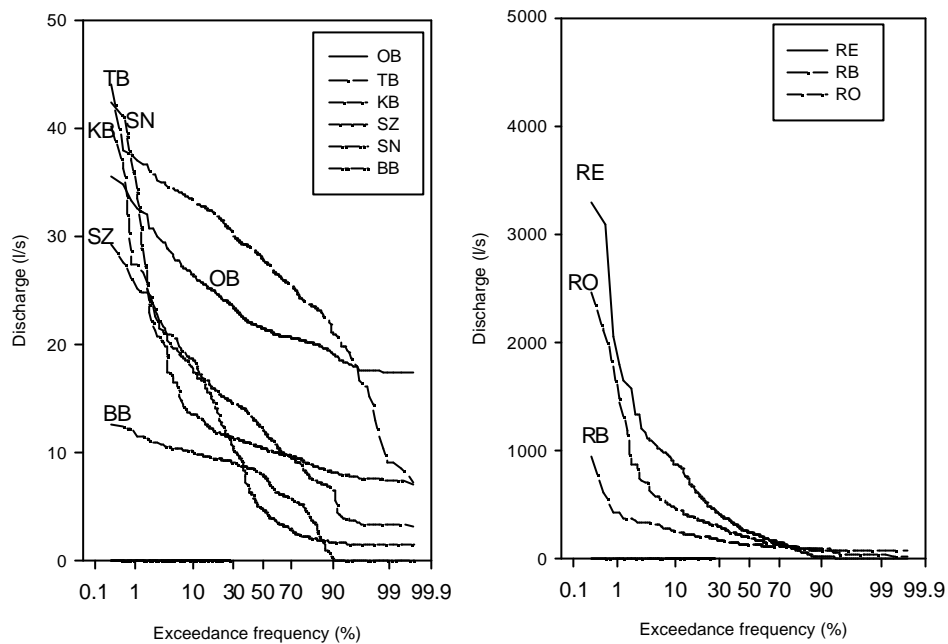 50
40
30
20
10
0
Discharge (l/s)
TB
SN
KB
SZ
OB
BB
OB
TB
KB
SZ
SN
BB
0.1 1 10 30 50 70 90 99 99.9
Exceedance frequency (%)
5000
4000
3000
2000
1000
0
Discharge (l/s)
RE
RO
RB
RE
RB
RO
0.1 1 10 50 70 90 99 99.9
Exceedance frequency (%)